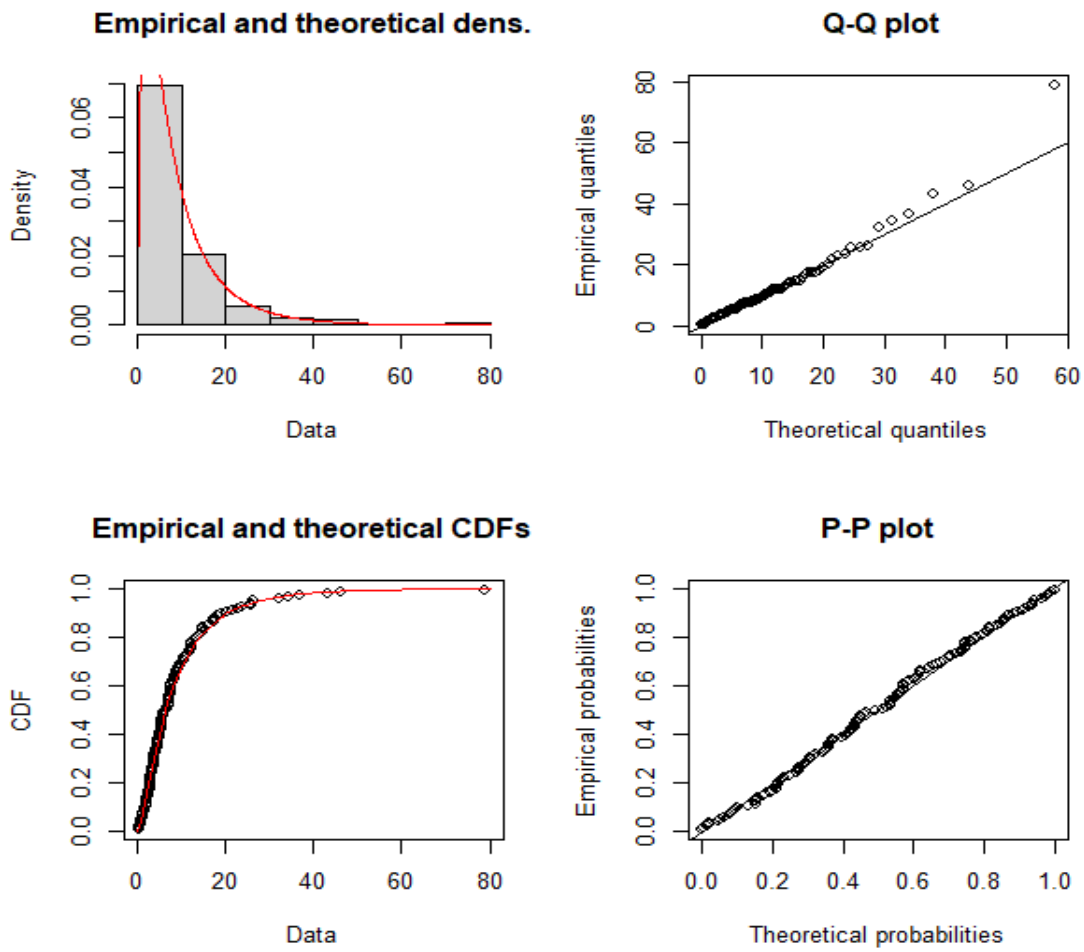 Empirical and theoretical dens.
Density
0.00
0.02
0.04
0.06
0 20 40 60 80
Data
Q-Q plot
Empirical quantiles
0
20
40
60
80
0 10 20 30 40 50 60
Theoretical quantiles
Empirical and theoretical CDFs
CDF
0.0
0.2
0.4
0.6
0.8
1.0
0 20 40 60 80
Data
P-P plot
Empirical probabilities
0.0
0.2
0.4
0.6
0.8
1.0
0.0 0.2 0.4 0.6 0.8 1.0
Theoretical probabilities